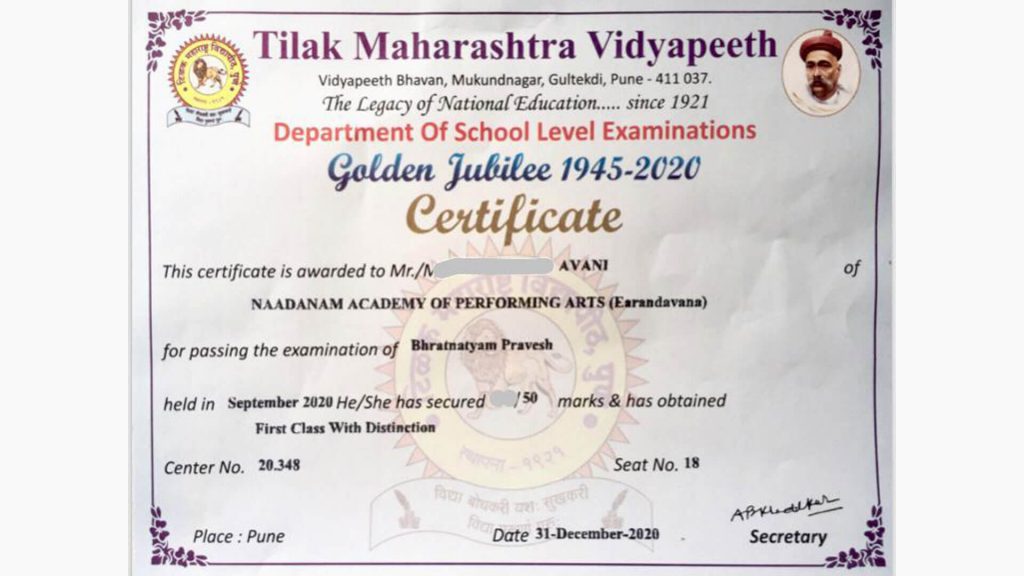 Tilak Maharashtra Vidyapeeth
Vidyapeeth Bhavan, Mukundnagar, Gultekdi, Pune - 411 037.
The Legacy of National Education..... since 1921
Department Of School Level Examinations
Golden Jubilee 1945-2020
Certificate
This certificate is awarded to Mr./M AVANI of
NAADANAM ACADEMY OF PERFORMING ARTS (Earandavana)
for passing the examination of Bhratnatyam Pravesh
held in September 2020 He/She has secured /50 marks & has obtained
First Class With Distinction
Center No. 20.348 Seat No. 18
स्थापना - १९२१
विद्या बोधकरी यशः सुखकरी
Place : Pune Date 31-December-2020 Secretary